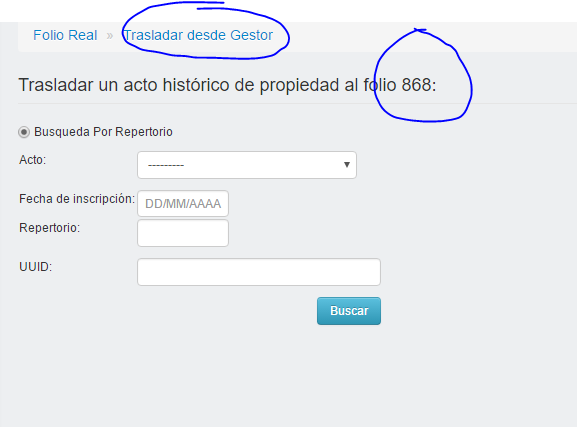 Folio Real » Trasladar desde Gestor
Trasladar un acto histórico de propiedad al folio 868:
Busqueda Por Repertorio
Acto: ---------
Fecha de inscripción: DD/MM/AAAA
Repertorio:
UUID:
Buscar